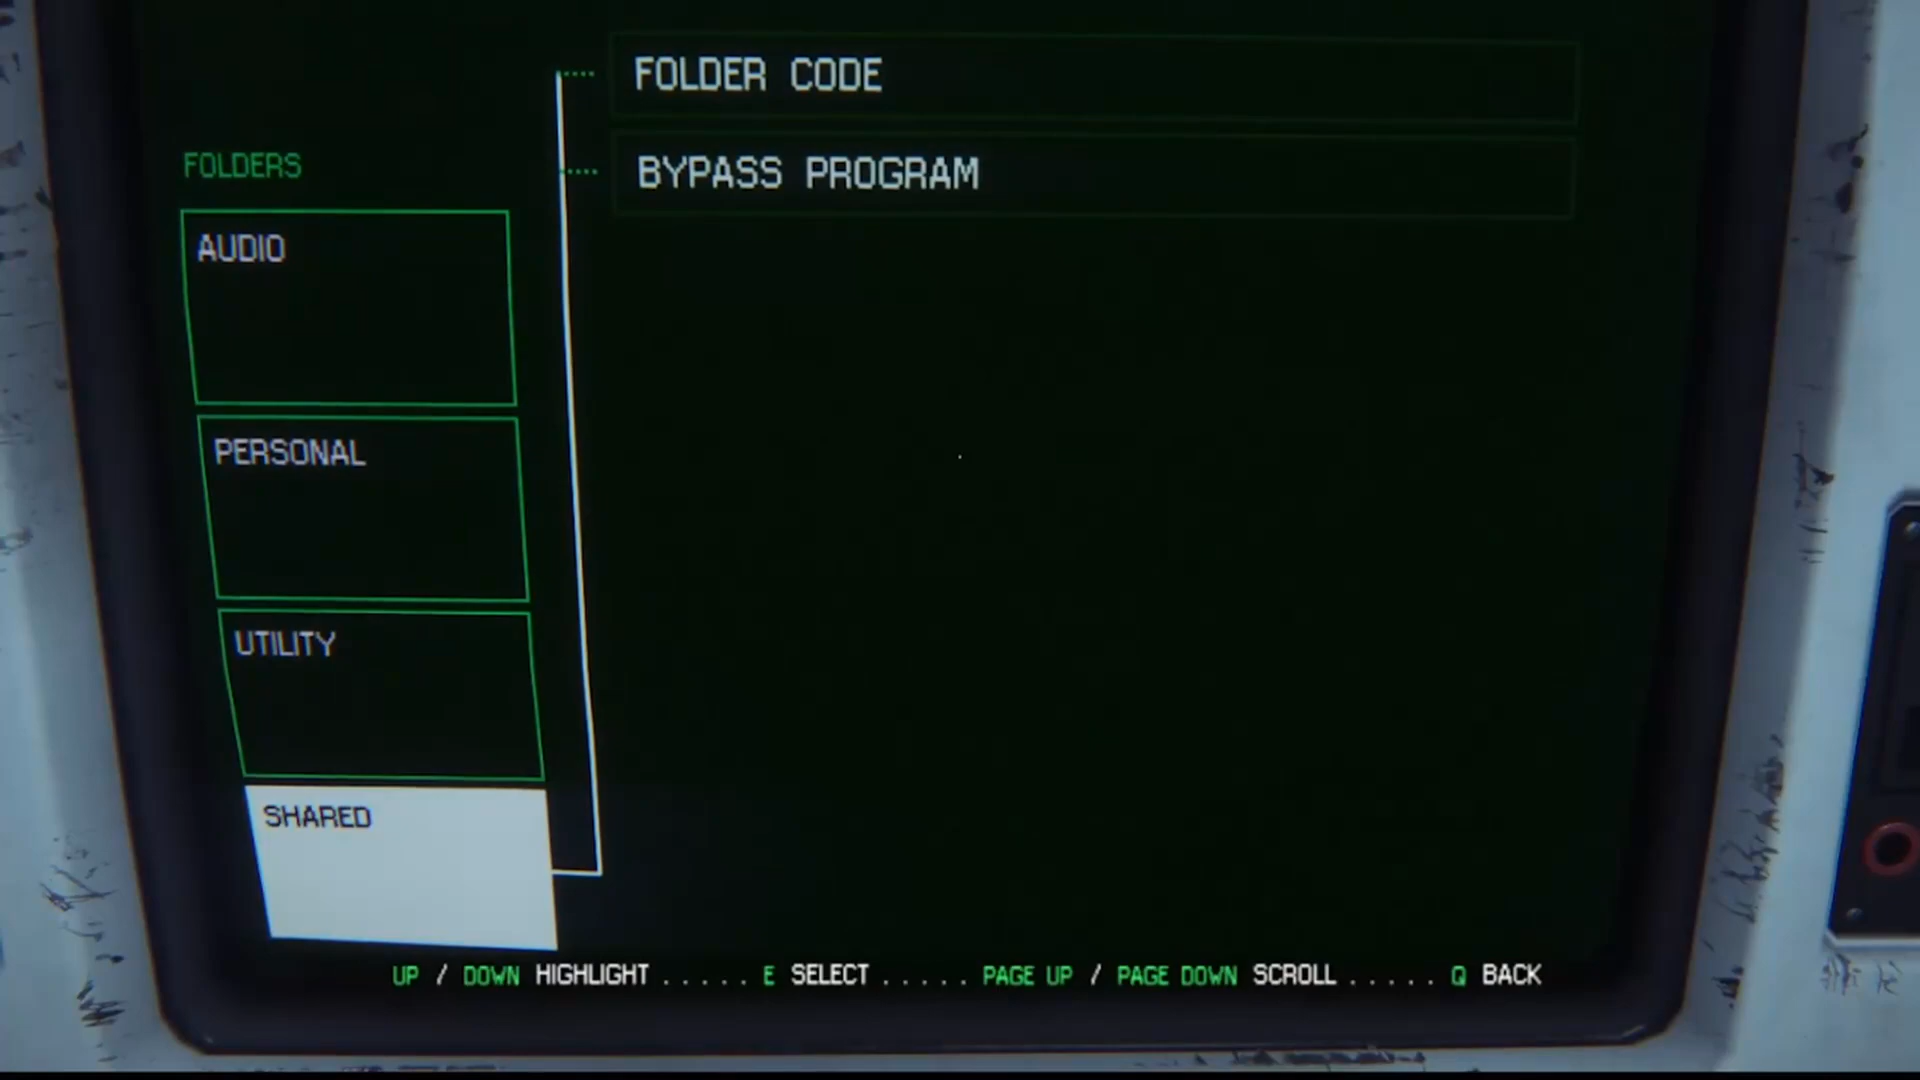 FOLDER CODE
BYPASS PROGRAM
FOLDERS
AUDIO
PERSONAL
UTILITY
SHARED
UP / DOWN HIGHLIGHT ..... E SELECT ..... PAGE UP / PAGE DOWN SCROLL ..... Q BACK